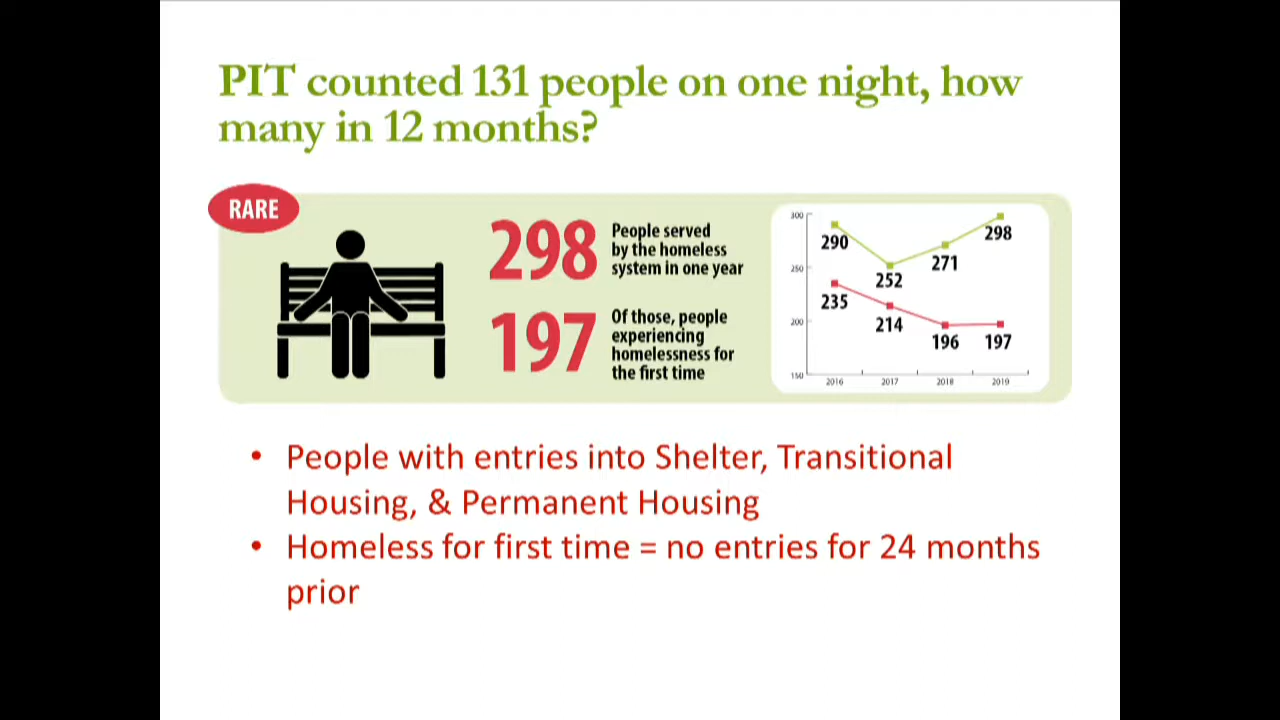 PIT counted 131 people on one night, how
many in 12 months?
RARE
298
People served
by the homeless
system in one year
197
Of those, people
experiencing
homelessness for
the first time
300
250
200
150
290
252
271
298
235
214
196
197
2016
2017
2018
2019
• People with entries into Shelter, Transitional
Housing, & Permanent Housing
• Homeless for first time = no entries for 24 months
prior